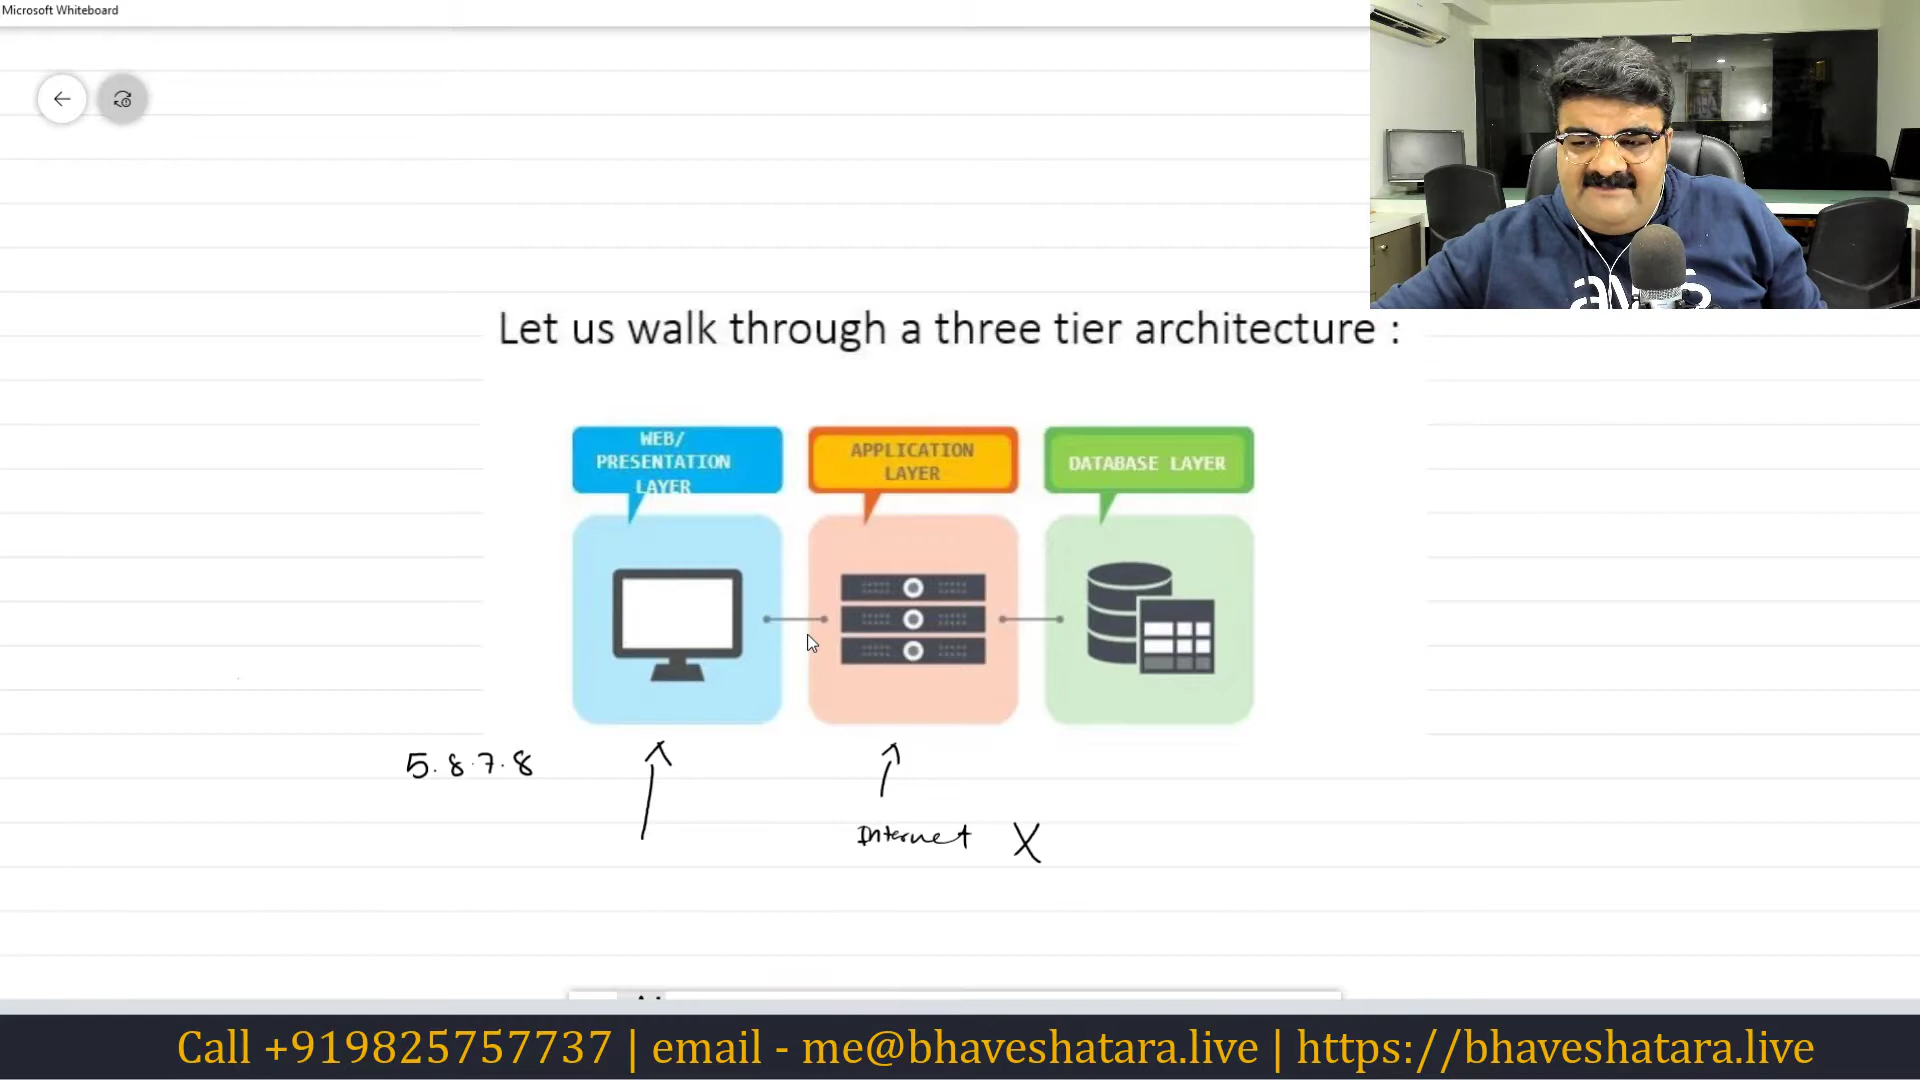 Microsoft Whiteboard
Let us walk through a three tier architecture :
WEB/
PRESENTATION
LAYER
APPLICATION
LAYER
DATABASE LAYER
5.8.7.8
Internet X
aws
Call +919825757737 | email - me@bhaveshatara.live | https://bhaveshatara.live